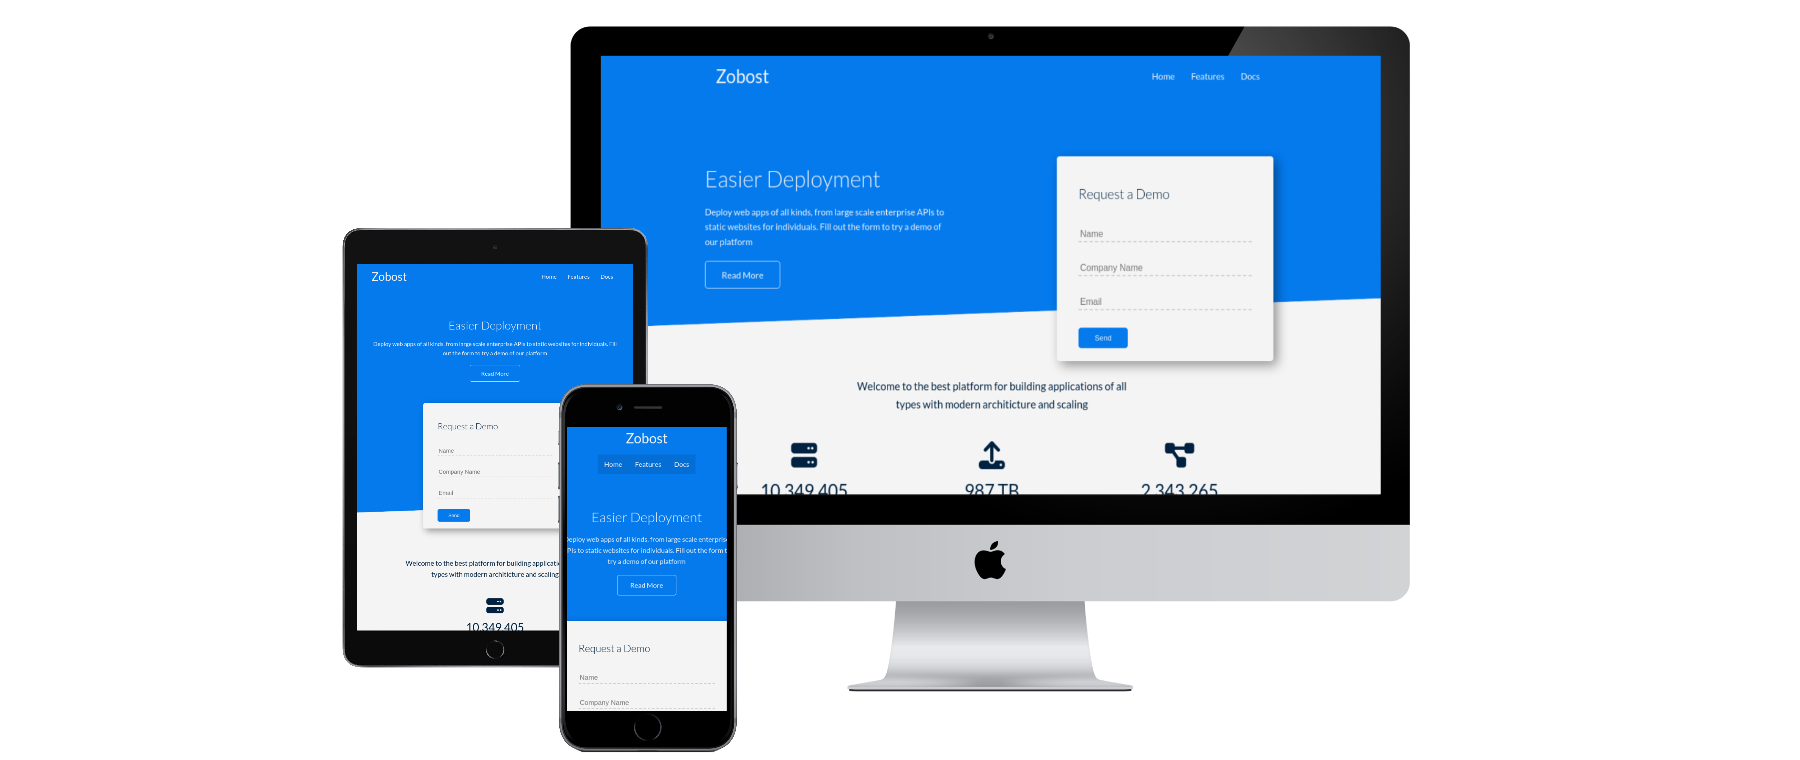 Zobost
Home Features Docs
Easier Deployment
Deploy web apps of all kinds, from large scale enterprise APIs to
static websites for individuals. Fill out the form to try a demo of
our platform
Read More
Request a Demo
Name
Company Name
Email
Send
Welcome to the best platform for building applications of all
types with modern architicture and scaling
10,349,405
987 TB
2,343,265
Zobost
Home Features Docs
Easier Deployment
Deploy web apps of all kinds, from large scale enterprise APIs to static websites for individuals. Fill
out the form to try a demo of our platform
Read More
Request a Demo
Name
Company Name
Email
Send
Welcome to the best platform for building
types with modern architicture and scaling
10,349,405
Zobost
Home Features Docs
Easier Deployment
eploy web apps of all kinds, from large scale enterpris
PIs to static websites for individuals. Fill out the form t
try a demo of our platform
Read More
Request a Demo
Name
Company Name